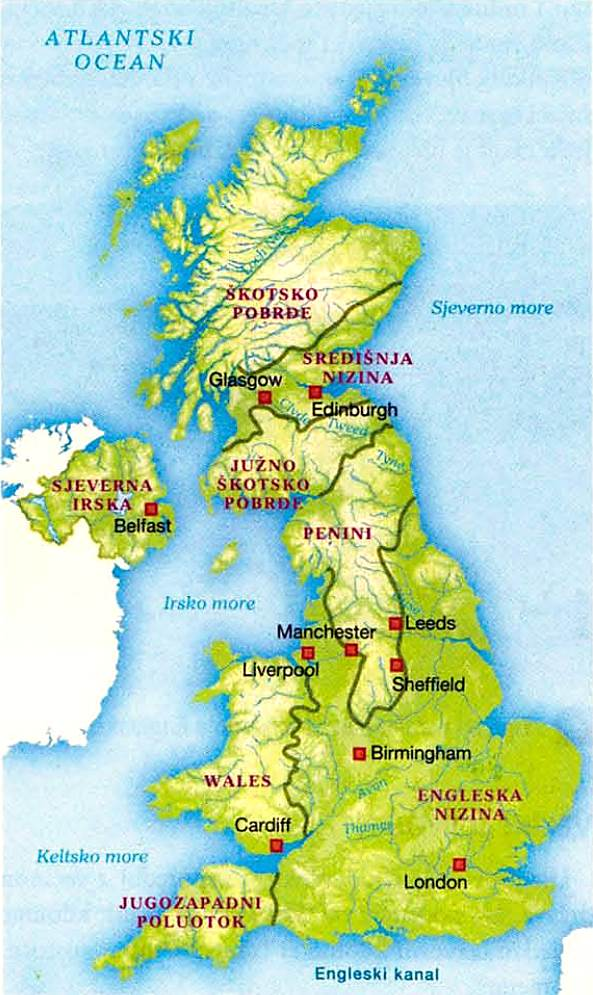 ATLANTSKI
OCEAN
ŠKOTSKO
POBRĐE
Sjeverno more
SREDIŠNJA
NIZINA
Glasgow
Edinburgh
Clyde
Tweed
JUŽNO
ŠKOTSKO
POBRĐE
Tyne
SJEVERNA
IRSKA
Belfast
PENINI
Irsko more
Leeds
Manchester
Liverpool
Sheffield
Birmingham
WALES
Avon
ENGLESKA
NIZINA
Cardiff
Thames
Keltsko more
London
JUGOZAPADNI
POLUOTOK
Engleski kanal